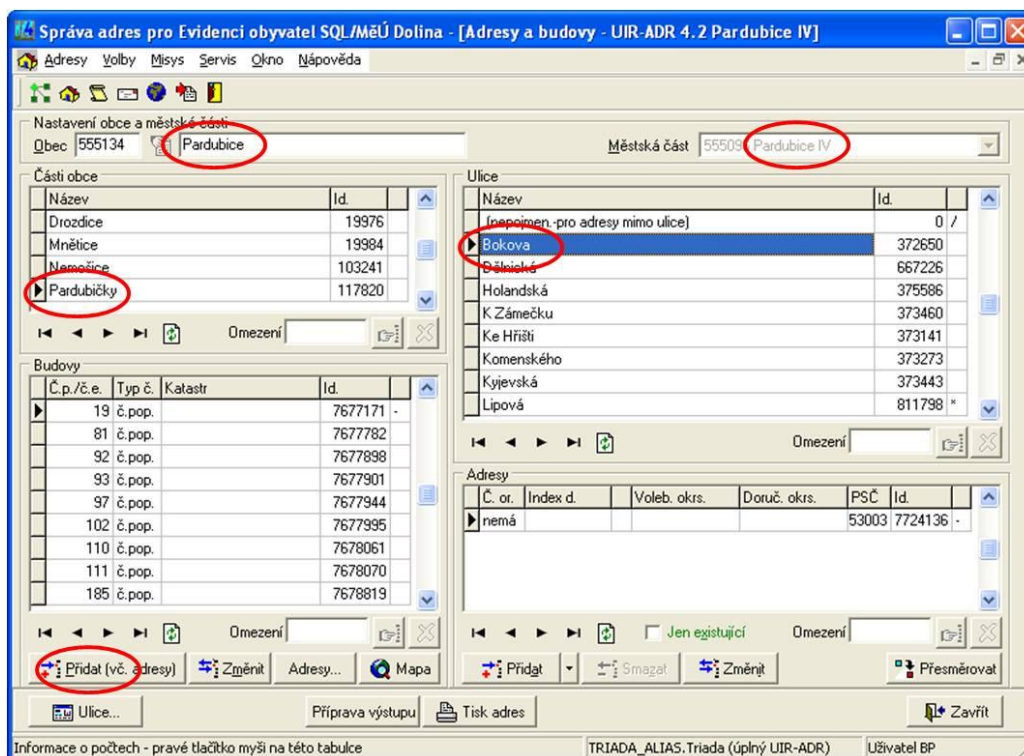 Správa adres pro Evidenci obyvatel SQL/MěÚ Dolina - [Adresy a budovy - UIR-ADR 4.2 Pardubice IV]
Adresy Volby Misys Servis Okno Nápověda
Nastavení obce a městské části
Obec 555134 Pardubice Městská část Pardubice IV
Části obce
Název Id.
Drozdice 19976
Mnětice 19984
Nemošice 103241
Pardubičky 117820
Omezení
Budovy
Č.p./č.e. Typ č. Katastr Id.
19 č.pop. 7677171 -
81 č.pop. 7677782
92 č.pop. 7677898
93 č.pop. 7677901
97 č.pop. 7677944
102 č.pop. 7677995
110 č.pop. 7678061
111 č.pop. 7678070
185 č.pop. 7678819
Omezení
Přidat (vč. adresy) Změnit Adresy... Mapa
Ulice
Název Id.
(nepojmen.-pro adresy mimo ulice) 0 /
Bokova 372650
Dělnická 667226
Holandská 375586
K Zámečku 373460
Ke Hřišti 373141
Komenského 373273
Kyjevská 373443
Lipová 811798 *
Omezení
Adresy
Č. or. Index d. Voleb. okrs. Doruč. okrs. PSČ Id.
nemá 53003 7724136 -
Jen existující Omezení
Přidat Smazat Změnit Přesměrovat
Ulice... Příprava výstupu Tisk adres Zavřít
Informace o počtech - pravé tlačítko myši na této tabulce TRIADA_ALIAS.Triada (úplný UIR-ADR) Uživatel BP